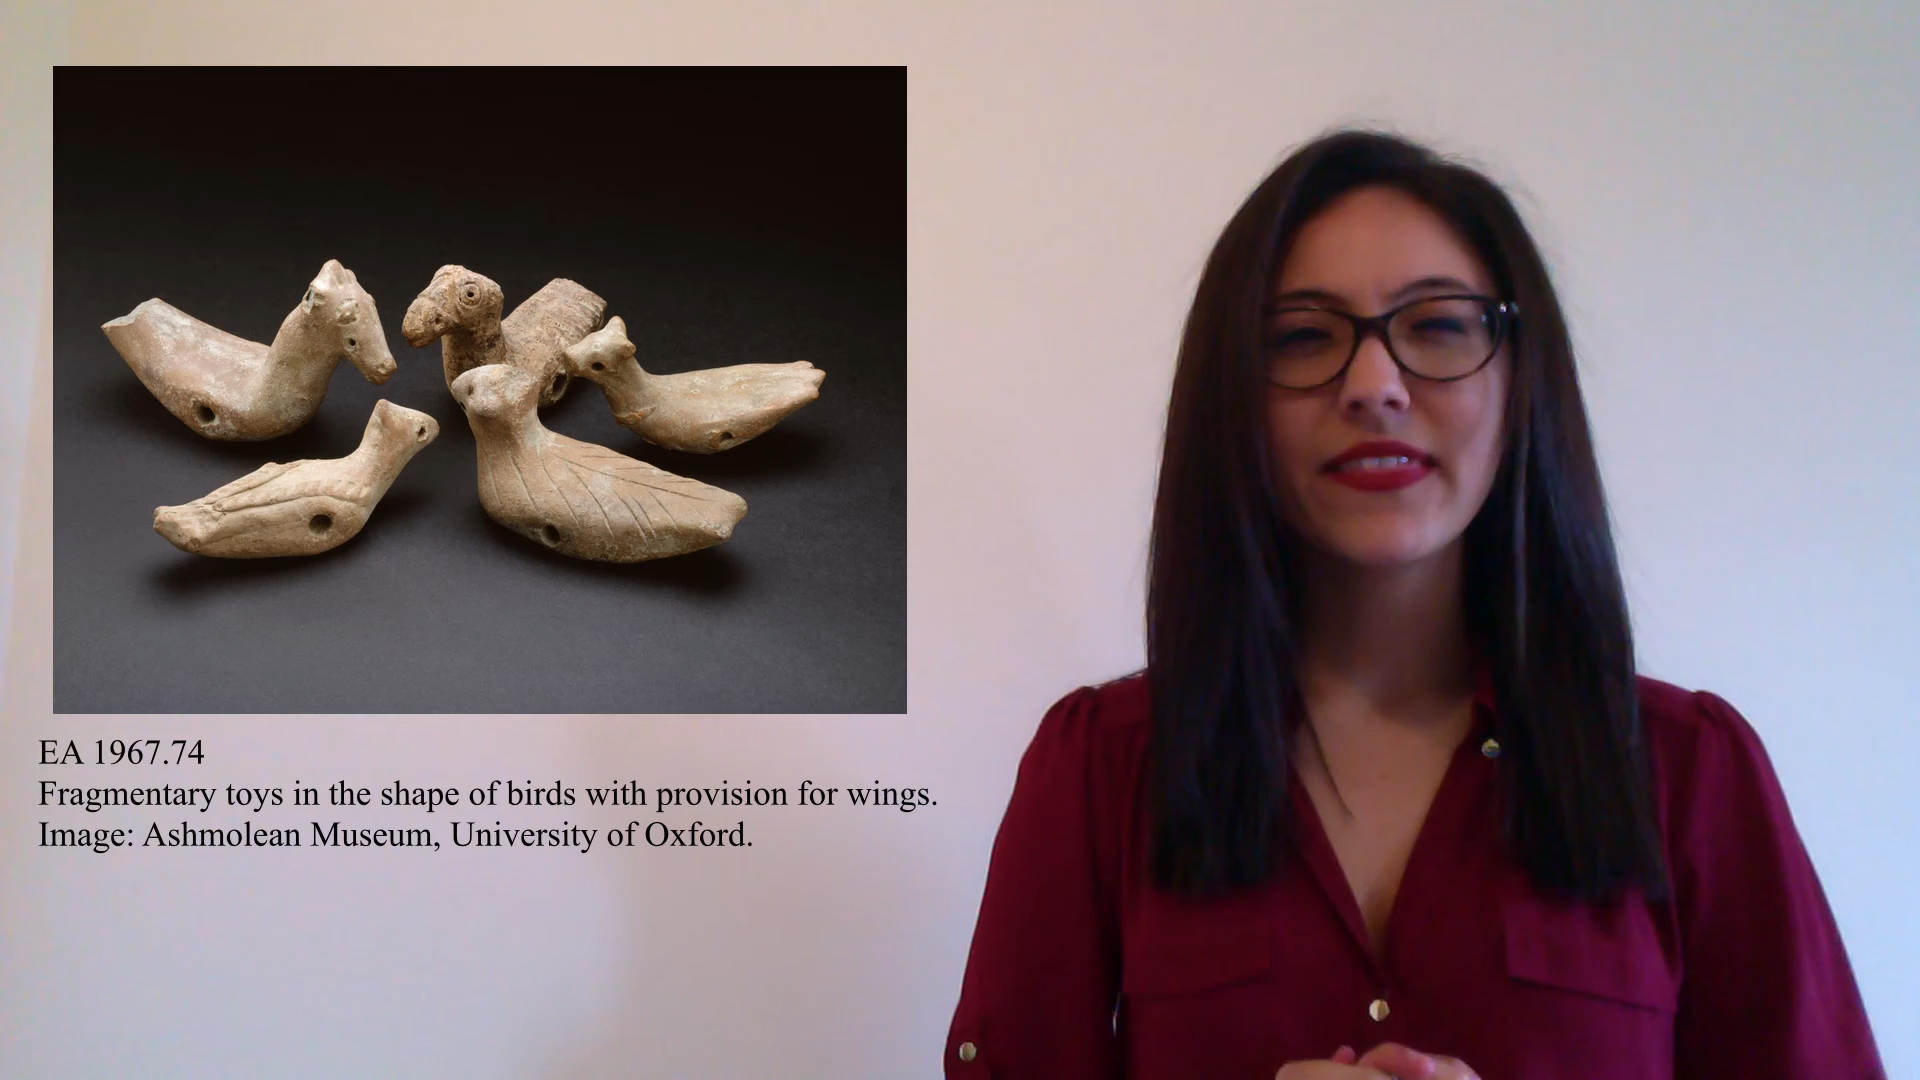 EA 1967.74
Fragmentary toys in the shape of birds with provision for wings.
Image: Ashmolean Museum, University of Oxford.